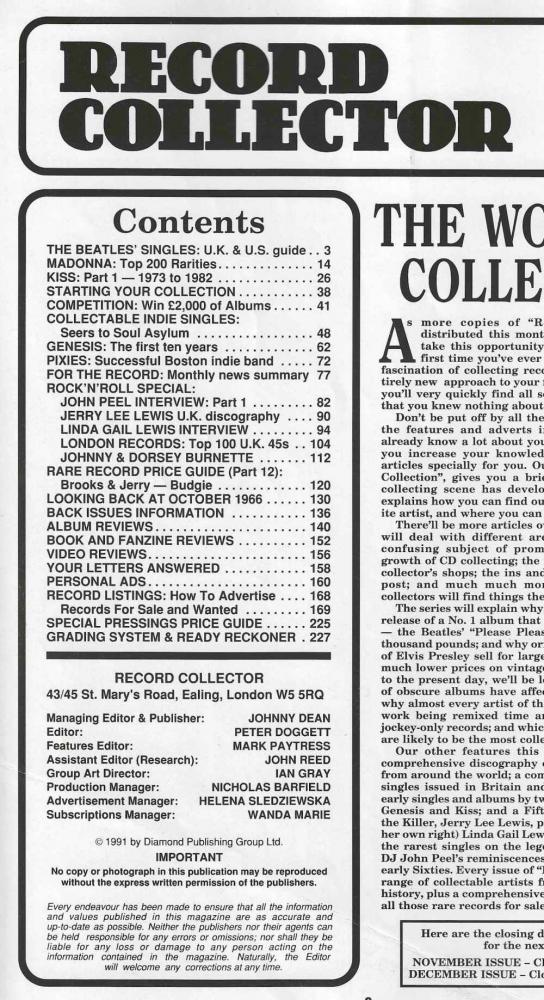 RECORD
COLLECTOR
Contents
THE BEATLES' SINGLES: U.K. & U.S. guide . . 3
MADONNA: Top 200 Rarities . . . . . . . . . . . . 14
KISS: Part 1 — 1973 to 1982 . . . . . . . . . . . . 26
STARTING YOUR COLLECTION . . . . . . . . . 38
COMPETITION: Win £2,000 of Albums . . . . . 41
COLLECTABLE INDIE SINGLES:
Seers to Soul Asylum . . . . . . . . . . . . . . . . 48
GENESIS: The first ten years . . . . . . . . . . . 62
PIXIES: Successful Boston indie band . . . . . 72
FOR THE RECORD: Monthly news summary 77
ROCK'N'ROLL SPECIAL:
JOHN PEEL INTERVIEW: Part 1 . . . . . . . . 82
JERRY LEE LEWIS U.K. discography . . . . 90
LINDA GAIL LEWIS INTERVIEW . . . . . . . . 94
LONDON RECORDS: Top 100 U.K. 45s . . 104
JOHNNY & DORSEY BURNETTE . . . . . . . 112
RARE RECORD PRICE GUIDE (Part 12):
Brooks & Jerry — Budgie . . . . . . . . . . . . 120
LOOKING BACK AT OCTOBER 1966 . . . . . . 130
BACK ISSUES INFORMATION . . . . . . . . . . 136
ALBUM REVIEWS . . . . . . . . . . . . . . . . . . 140
BOOK AND FANZINE REVIEWS . . . . . . . . . 152
VIDEO REVIEWS . . . . . . . . . . . . . . . . . . . 156
YOUR LETTERS ANSWERED . . . . . . . . . . 158
PERSONAL ADS . . . . . . . . . . . . . . . . . . . 160
RECORD LISTINGS: How To Advertise . . . . 168
Records For Sale and Wanted . . . . . . . . . 169
SPECIAL PRESSINGS PRICE GUIDE . . . . . . 225
GRADING SYSTEM & READY RECKONER . 227
RECORD COLLECTOR
43/45 St. Mary's Road, Ealing, London W5 5RQ
Managing Editor & Publisher: JOHNNY DEAN
Editor: PETER DOGGETT
Features Editor: MARK PAYTRESS
Assistant Editor (Research): JOHN REED
Group Art Director: IAN GRAY
Production Manager: NICHOLAS BARFIELD
Advertisement Manager: HELENA SLEDZIEWSKA
Subscriptions Manager: WANDA MARIE
© 1991 by Diamond Publishing Group Ltd.
IMPORTANT
No copy or photograph in this publication may be reproduced
without the express written permission of the publishers.
Every endeavour has been made to ensure that all the information
and values published in this magazine are as accurate and
up-to-date as possible. Neither the publishers nor their agents can
be held responsible for any errors or omissions; nor shall they be
liable for any loss or damage to any person acting on the
information contained in the magazine. Naturally, the Editor
will welcome any corrections at any time.
THE WO
COLLE
As more copies of "R
distributed this mont
take this opportunity
first time you've ever
fascination of collecting reco
tirely new approach to your
you'll very quickly find all s
that you knew nothing about
Don't be put off by all the
the features and adverts i
already know a lot about you
you increase your knowled
articles specially for you. Ou
Collection", gives you a brie
collecting scene has develo
explains how you can find ou
ite artist, and where you can
There'll be more articles o
will deal with different are
confusing subject of prom
growth of CD collecting; the
collector's shops; the ins and
post; and much much mor
collectors will find things the
The series will explain why
release of a No. 1 album that
— the Beatles' "Please Pleas
thousand pounds; and why or
of Elvis Presley sell for large
much lower prices on vintage
to the present day, we'll be l
of obscure albums have affe
why almost every artist of th
work being remixed time a
jockey-only records; and whic
are likely to be the most colle
Our other features this
comprehensive discography
from around the world; a com
singles issued in Britain and
early singles and albums by tw
Genesis and Kiss; and a Fift
the Killer, Jerry Lee Lewis, p
her own right) Linda Gail Lew
the rarest singles on the lege
DJ John Peel's reminiscences
early Sixties. Every issue of "
range of collectable artists f
history, plus a comprehensive
all those rare records for sale
Here are the closing d
for the nex
NOVEMBER ISSUE – Cl
DECEMBER ISSUE – Clo